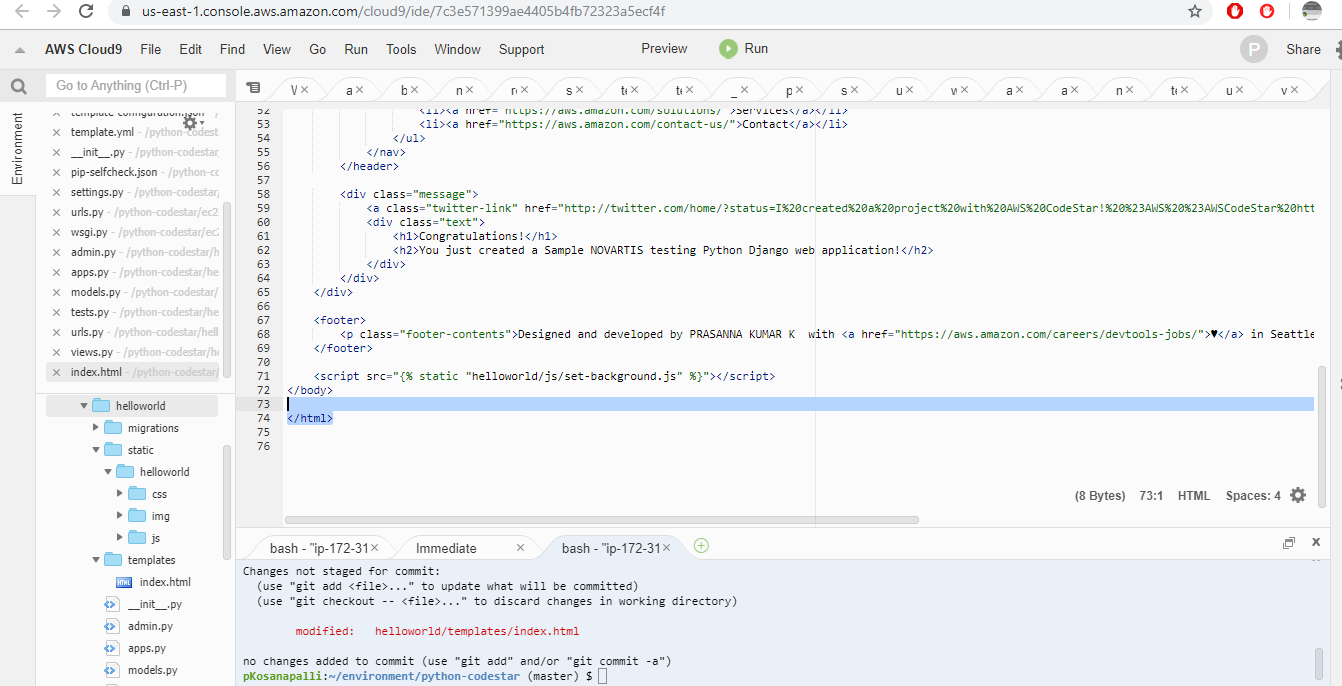 us-east-1.console.aws.amazon.com/cloud9/ide/7c3e571399ae4405b4fb72323a5ecf4f
AWS Cloud9 File Edit Find View Go Run Tools Window Support Preview Run P Share
Go to Anything (Ctrl-P)
Environment
template-configuration.json
template.yml - /python-codest
__init__.py - /python-codestar,
pip-selfcheck.json - /python-co
settings.py - /python-codestar,
urls.py - /python-codestar/ec2
wsgi.py - /python-codestar/ec2
admin.py - /python-codestar/h
apps.py - /python-codestar/he
models.py - /python-codestar/
tests.py - /python-codestar/he
urls.py - /python-codestar/hell
views.py - /python-codestar/he
index.html - /python-codestar/
helloworld
migrations
static
helloworld
css
img
js
templates
index.html
__init__.py
admin.py
apps.py
models.py
52 <li><a href="https://aws.amazon.com/solutions/">Services</a></li>
53 <li><a href="https://aws.amazon.com/contact-us/">Contact</a></li>
54 </ul>
55 </nav>
56 </header>
57
58 <div class="message">
59 <a class="twitter-link" href="http://twitter.com/home/?status=I%20created%20a%20project%20with%20AWS%20CodeStar!%20%23AWS%20%23AWSCodeStar%20htt
60 <div class="text">
61 <h1>Congratulations!</h1>
62 <h2>You just created a Sample NOVARTIS testing Python Django web application!</h2>
63 </div>
64 </div>
65 </div>
66
67 <footer>
68 <p class="footer-contents">Designed and developed by PRASANNA KUMAR K  with <a href="https://aws.amazon.com/careers/devtools-jobs/">♥</a> in Seattle
69 </footer>
70
71 <script src="{% static "helloworld/js/set-background.js" %}"></script>
72 </body>
73
74 </html>
75
76
(8 Bytes) 73:1 HTML Spaces: 4
bash - "ip-172-31 Immediate bash - "ip-172-31
Changes not staged for commit:
(use "git add <file>..." to update what will be committed)
(use "git checkout -- <file>..." to discard changes in working directory)
modified:   helloworld/templates/index.html
no changes added to commit (use "git add" and/or "git commit -a")
pKosanapalli:~/environment/python-codestar (master) $